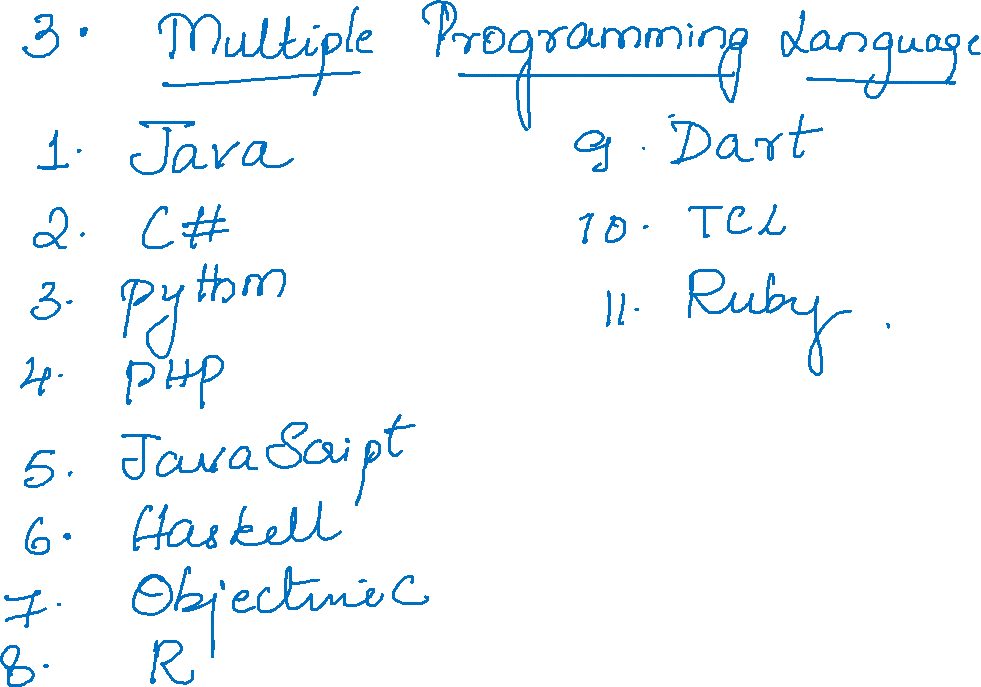 3. Multiple Programming Language
1. Java
2. C#
3. Python
4. PHP
5. JavaScript
6. Haskell
7. Objective C
8. R
9. Dart
10. TCL
11. Ruby.